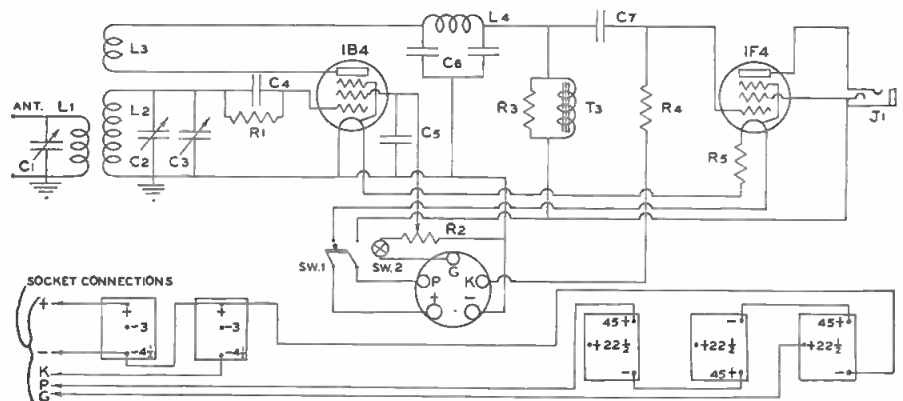 L4
C7
L3
1B4
1F4
C6
C4
ANT.
L1
L2
R3
T3
R4
J1
R1
C5
C1
C2
C3
R5
R2
SW.1
SW.2
G
P
K
+
-
SOCKET CONNECTIONS
+
-
K
P
G
+
-3
-4½
+
-3
-4½
45+
+22½
-
-
+22½
45+
45+
+22½
-